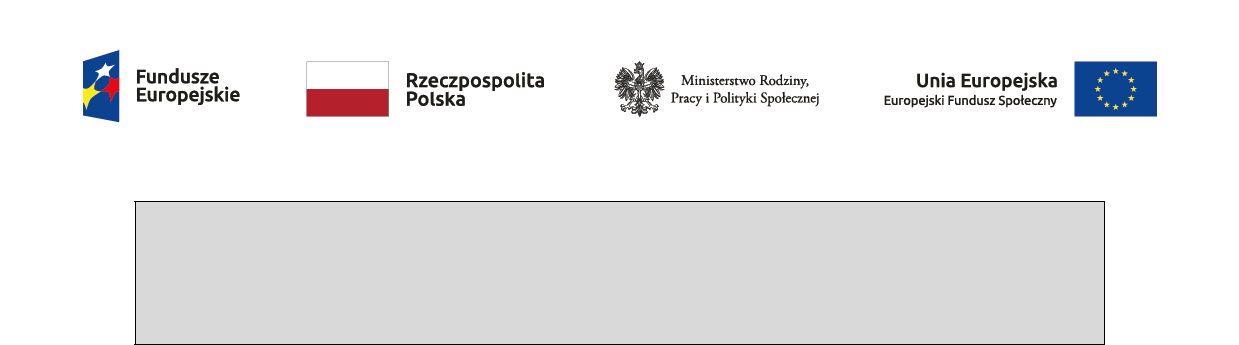 Fundusze
Europejskie
Rzeczpospolita
Polska
Ministerstwo Rodziny,
Pracy i Polityki Społecznej
Unia Europejska
Europejski Fundusz Społeczny